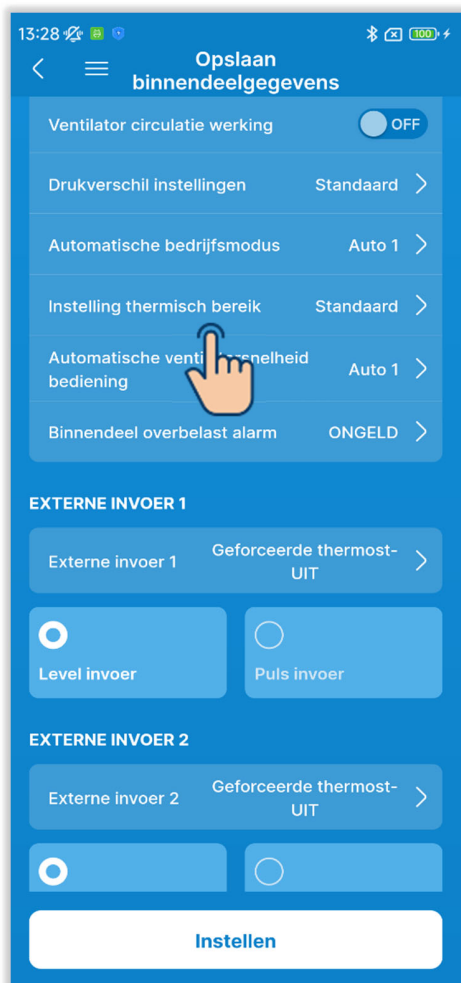 13:28
100
Opslaan
binnendeelgegevens
Ventilator circulatie werking OFF
Drukverschil instellingen Standaard
Automatische bedrijfsmodus Auto 1
Instelling thermisch bereik Standaard
Automatische venti
snelheid
bediening Auto 1
Binnendeel overbelast alarm ONGELD
EXTERNE INVOER 1
Externe invoer 1 Geforceerde thermost-
UIT
Level invoer Puls invoer
EXTERNE INVOER 2
Externe invoer 2 Geforceerde thermost-
UIT
Instellen